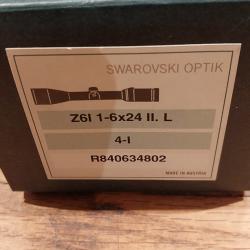 SWAROVSKI OPTIK
Z6I 1-6x24 II. L
4-I
R840634802
MADE IN AUSTRIA